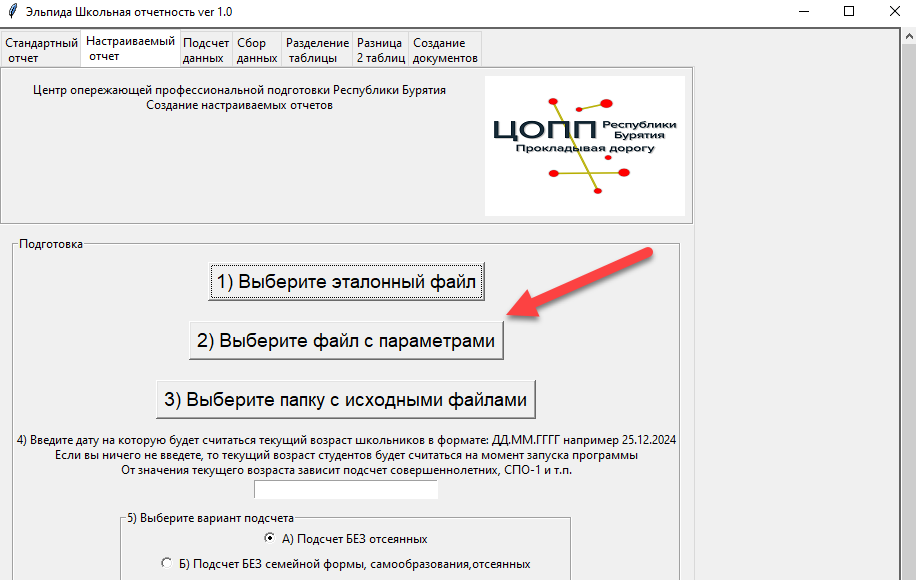 Эльпида Школьная отчетность ver 1.0
Стандартный отчет
Настраиваемый отчет
Подсчет данных
Сбор данных
Разделение таблицы
Разница 2 таблиц
Создание документов
Центр опережающей профессиональной подготовки Республики Бурятия
Создание настраиваемых отчетов
ЦОПП Республики
Бурятия
Прокладывая дорогу
Подготовка
1) Выберите эталонный файл
2) Выберите файл с параметрами
3) Выберите папку с исходными файлами
4) Введите дату на которую будет считаться текущий возраст школьников в формате: ДД.ММ.ГГГГ например 25.12.2024
Если вы ничего не введете, то текущий возраст студентов будет считаться на момент запуска программы
От значения текущего возраста зависит подсчет совершеннолетних, СПО-1 и т.п.
5) Выберите вариант подсчета
А) Подсчет БЕЗ отсеянных
Б) Подсчет БЕЗ семейной формы, самообразования,отсеянных